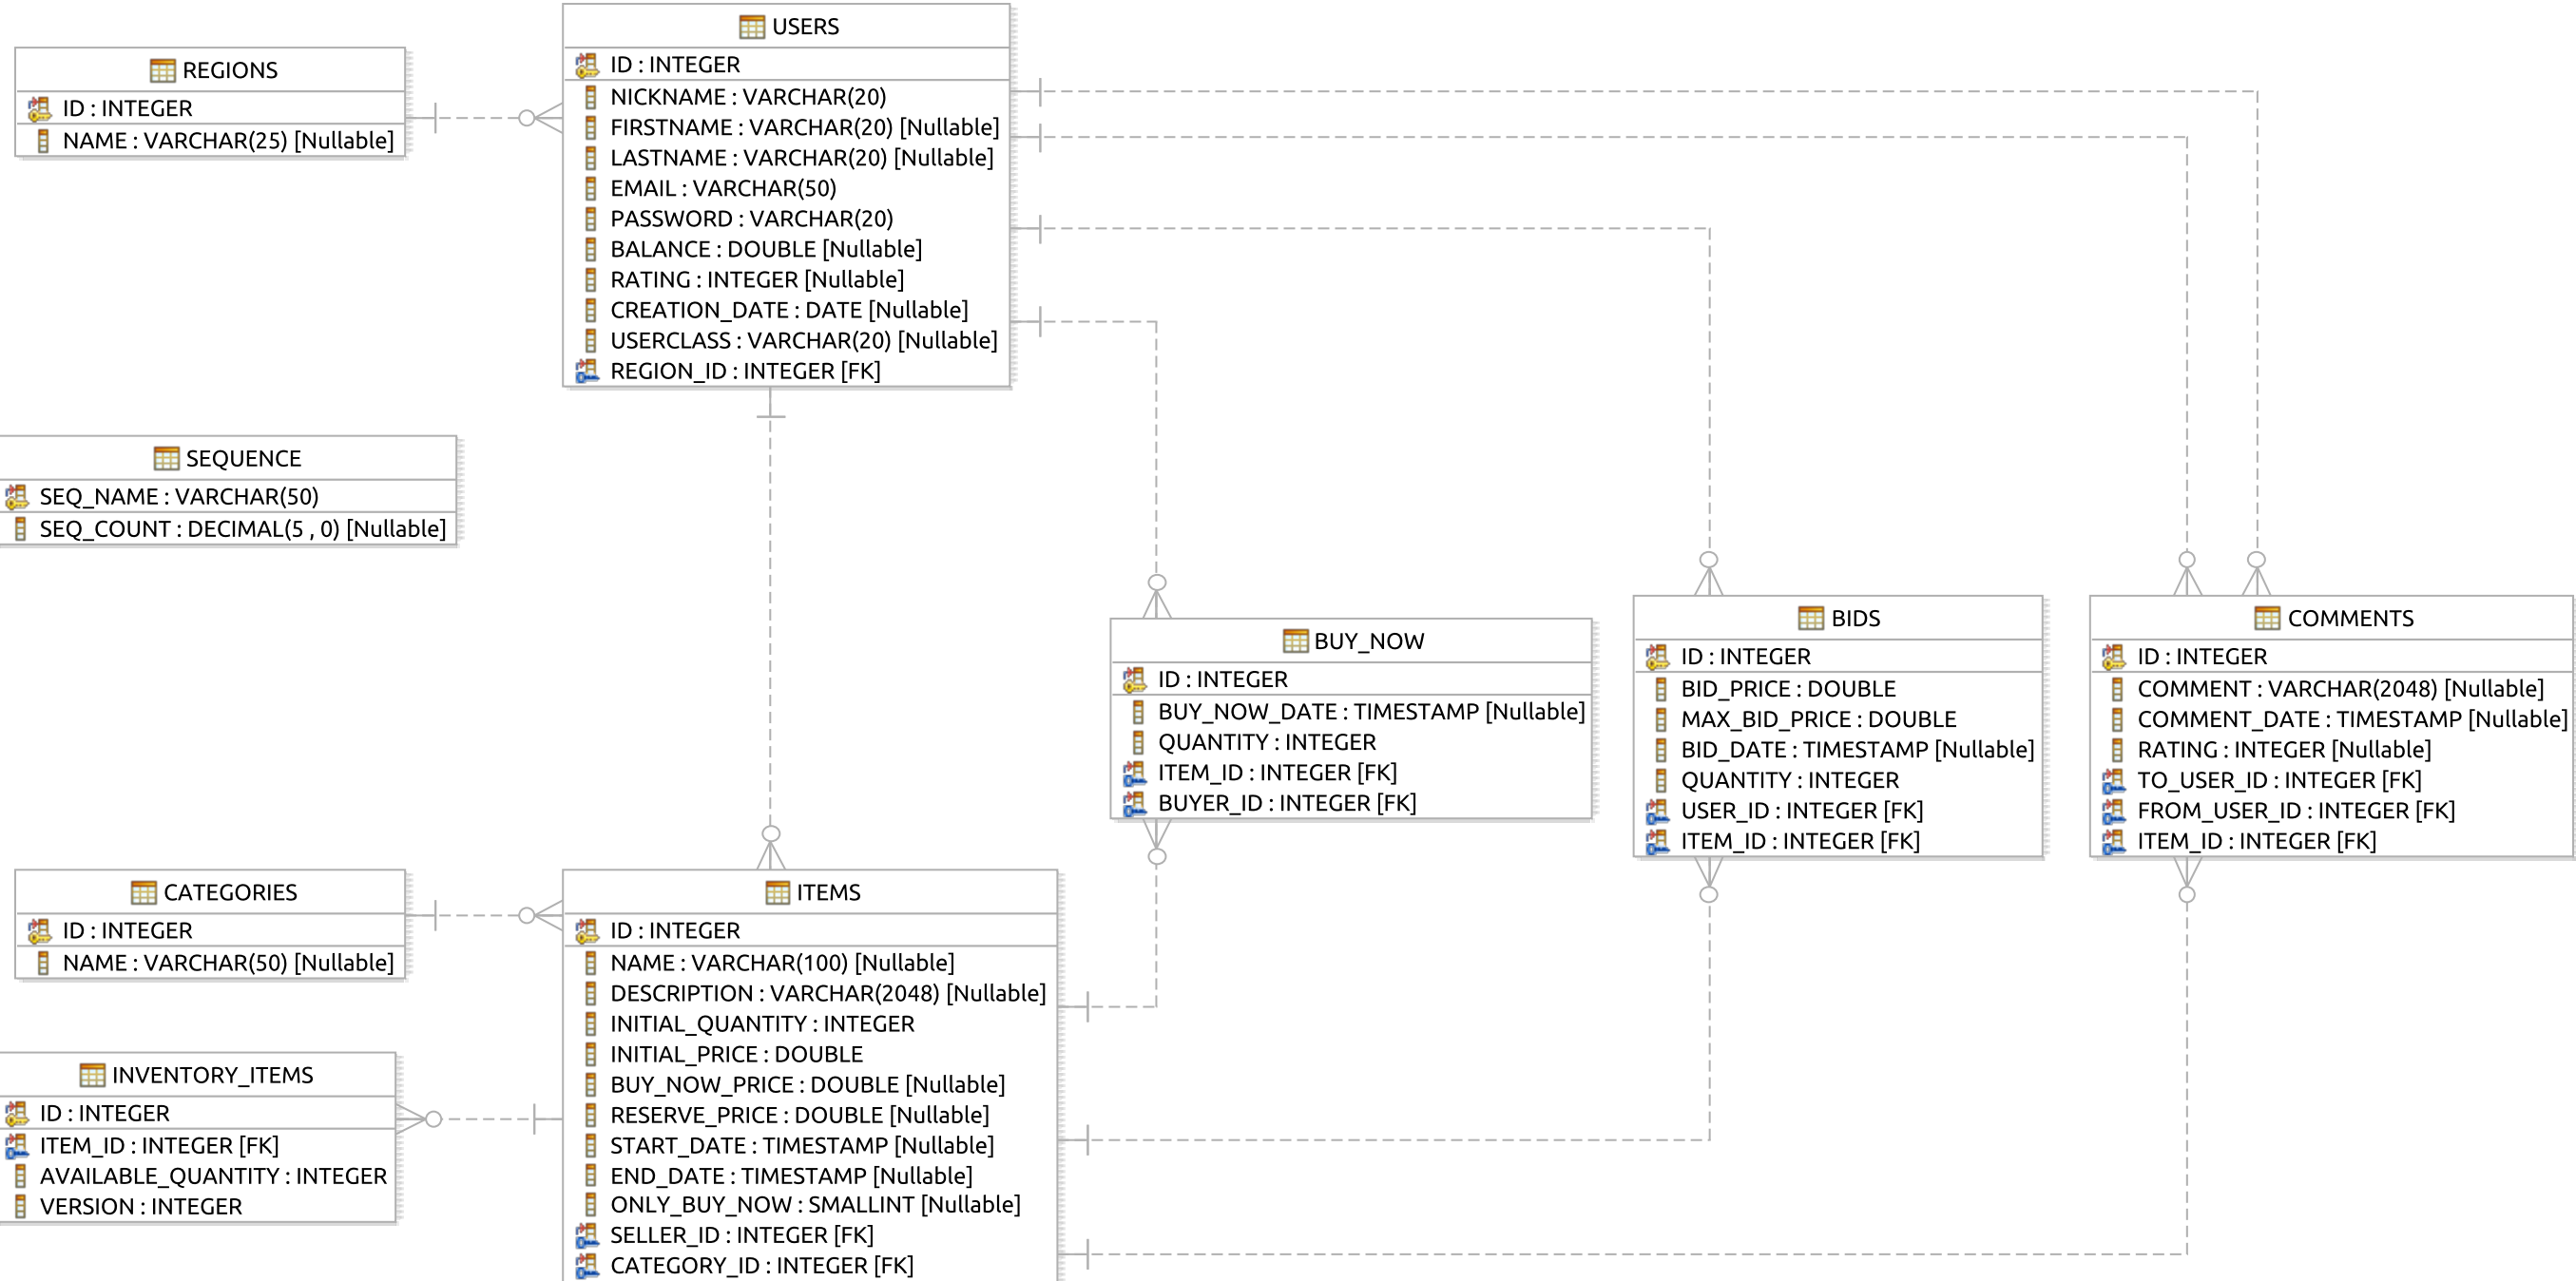 REGIONS
ID : INTEGER
NAME : VARCHAR(25) [Nullable]
USERS
ID : INTEGER
NICKNAME : VARCHAR(20)
FIRSTNAME : VARCHAR(20) [Nullable]
LASTNAME : VARCHAR(20) [Nullable]
EMAIL : VARCHAR(50)
PASSWORD : VARCHAR(20)
BALANCE : DOUBLE [Nullable]
RATING : INTEGER [Nullable]
CREATION_DATE : DATE [Nullable]
USERCLASS : VARCHAR(20) [Nullable]
REGION_ID : INTEGER [FK]
SEQUENCE
SEQ_NAME : VARCHAR(50)
SEQ_COUNT : DECIMAL(5 , 0) [Nullable]
BUY_NOW
ID : INTEGER
BUY_NOW_DATE : TIMESTAMP [Nullable]
QUANTITY : INTEGER
ITEM_ID : INTEGER [FK]
BUYER_ID : INTEGER [FK]
BIDS
ID : INTEGER
BID_PRICE : DOUBLE
MAX_BID_PRICE : DOUBLE
BID_DATE : TIMESTAMP [Nullable]
QUANTITY : INTEGER
USER_ID : INTEGER [FK]
ITEM_ID : INTEGER [FK]
COMMENTS
ID : INTEGER
COMMENT : VARCHAR(2048) [Nullable]
COMMENT_DATE : TIMESTAMP [Nullable]
RATING : INTEGER [Nullable]
TO_USER_ID : INTEGER [FK]
FROM_USER_ID : INTEGER [FK]
ITEM_ID : INTEGER [FK]
CATEGORIES
ID : INTEGER
NAME : VARCHAR(50) [Nullable]
INVENTORY_ITEMS
ID : INTEGER
ITEM_ID : INTEGER [FK]
AVAILABLE_QUANTITY : INTEGER
VERSION : INTEGER
ITEMS
ID : INTEGER
NAME : VARCHAR(100) [Nullable]
DESCRIPTION : VARCHAR(2048) [Nullable]
INITIAL_QUANTITY : INTEGER
INITIAL_PRICE : DOUBLE
BUY_NOW_PRICE : DOUBLE [Nullable]
RESERVE_PRICE : DOUBLE [Nullable]
START_DATE : TIMESTAMP [Nullable]
END_DATE : TIMESTAMP [Nullable]
ONLY_BUY_NOW : SMALLINT [Nullable]
SELLER_ID : INTEGER [FK]
CATEGORY_ID : INTEGER [FK]